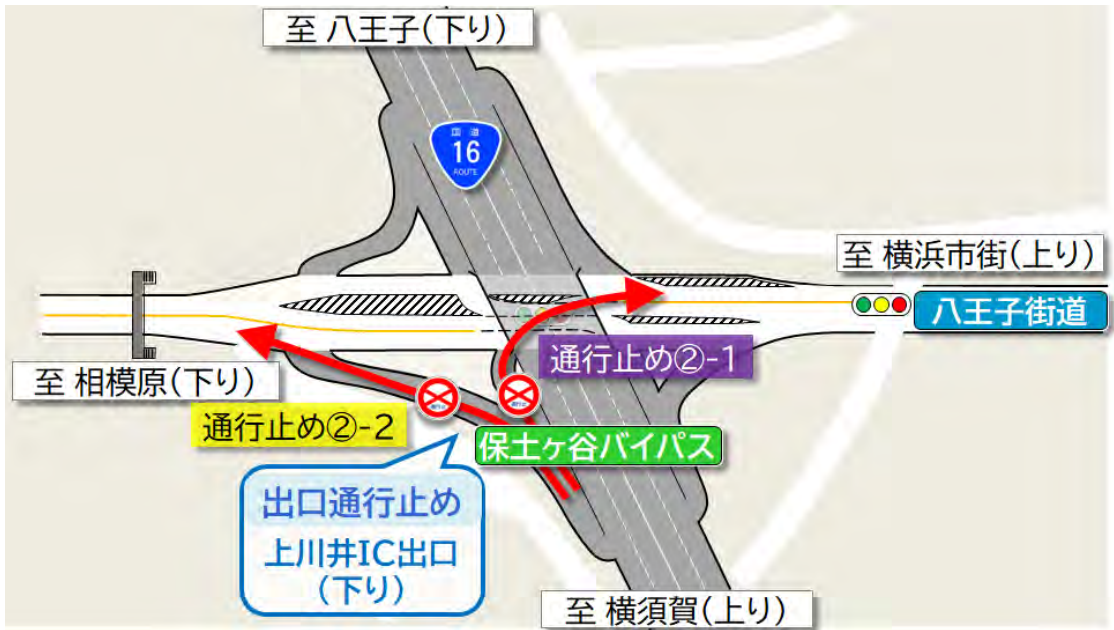 至 八王子(下り)
国道
16
ROUTE
至 横浜市街(上り)
八王子街道
通行止め②-1
至 相模原(下り)
通行止め②-2
保土ヶ谷バイパス
出口通行止め
上川井IC出口
(下り)
至 横須賀(上り)